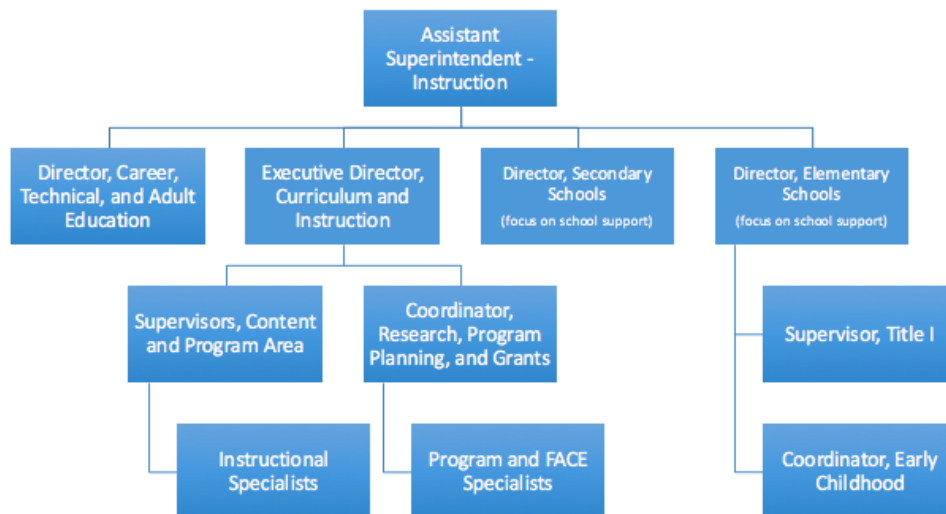 Assistant
Superintendent -
Instruction
Director, Career,
Technical, and Adult
Education
Executive Director,
Curriculum and
Instruction
Director, Secondary
Schools
(focus on school support)
Director, Elementary
Schools
(focus on school support)
Supervisors, Content
and Program Area
Coordinator,
Research, Program
Planning, and Grants
Supervisor, Title I
Instructional
Specialists
Program and FACE
Specialists
Coordinator, Early
Childhood